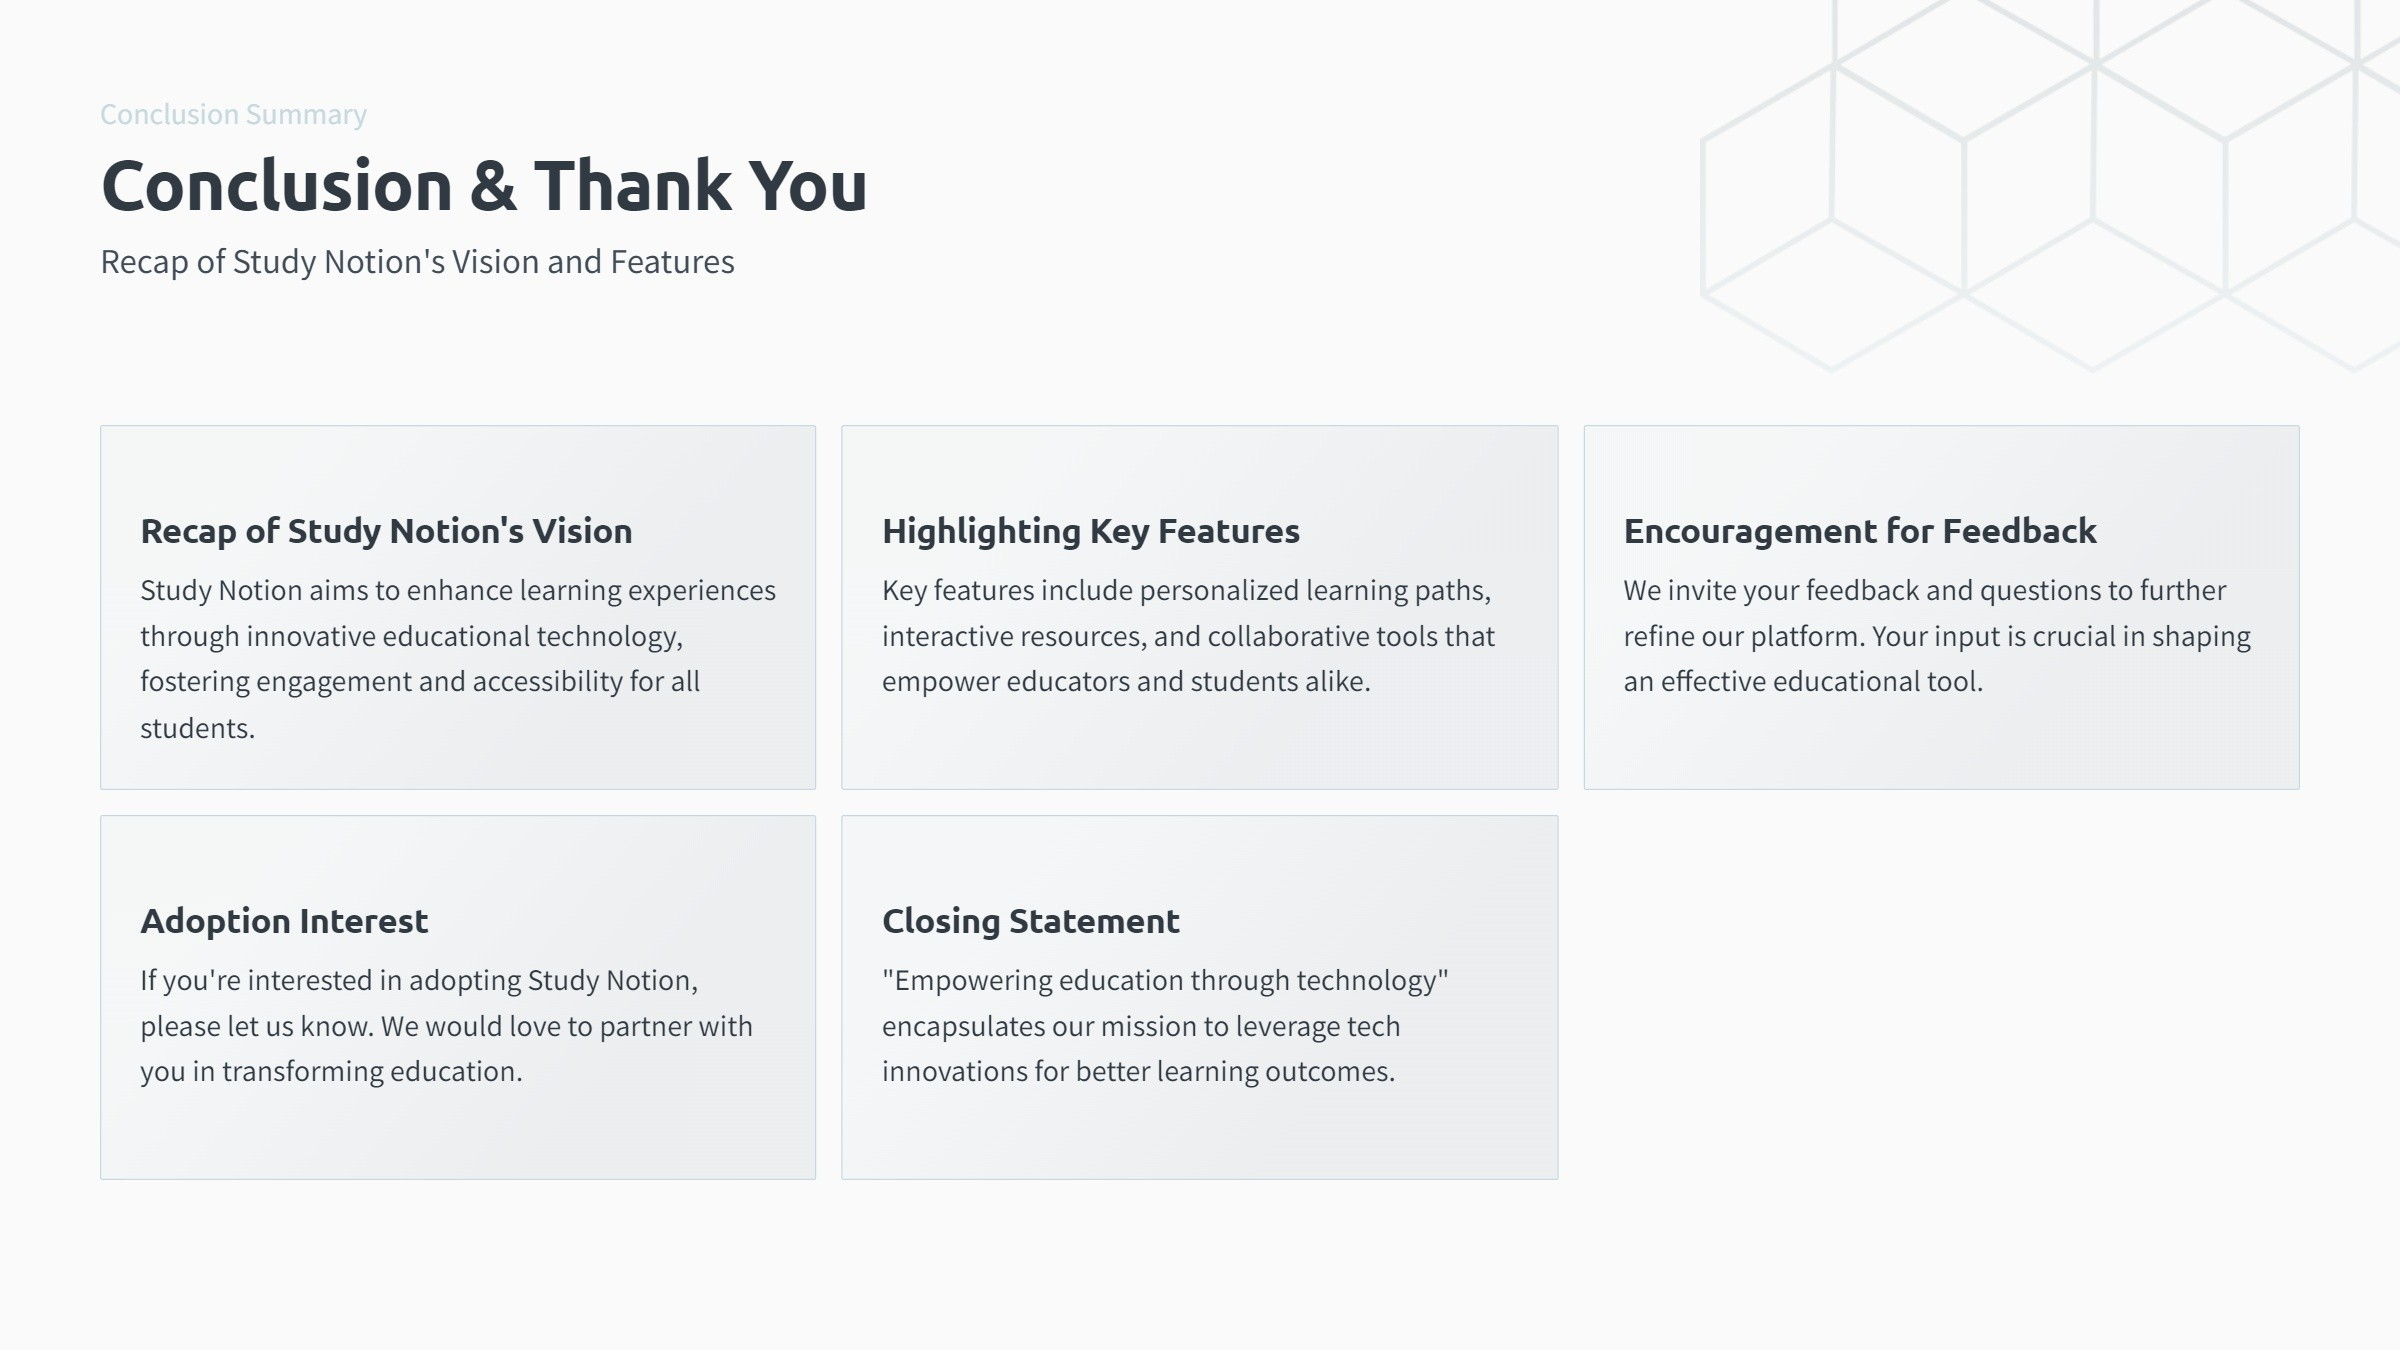 Conclusion Summary
Conclusion & Thank You
Recap of Study Notion's Vision and Features
Recap of Study Notion's Vision
Study Notion aims to enhance learning experiences
through innovative educational technology,
fostering engagement and accessibility for all
students.
Highlighting Key Features
Key features include personalized learning paths,
interactive resources, and collaborative tools that
empower educators and students alike.
Encouragement for Feedback
We invite your feedback and questions to further
refine our platform. Your input is crucial in shaping
an effective educational tool.
Adoption Interest
If you're interested in adopting Study Notion,
please let us know. We would love to partner with
you in transforming education.
Closing Statement
"Empowering education through technology"
encapsulates our mission to leverage tech
innovations for better learning outcomes.